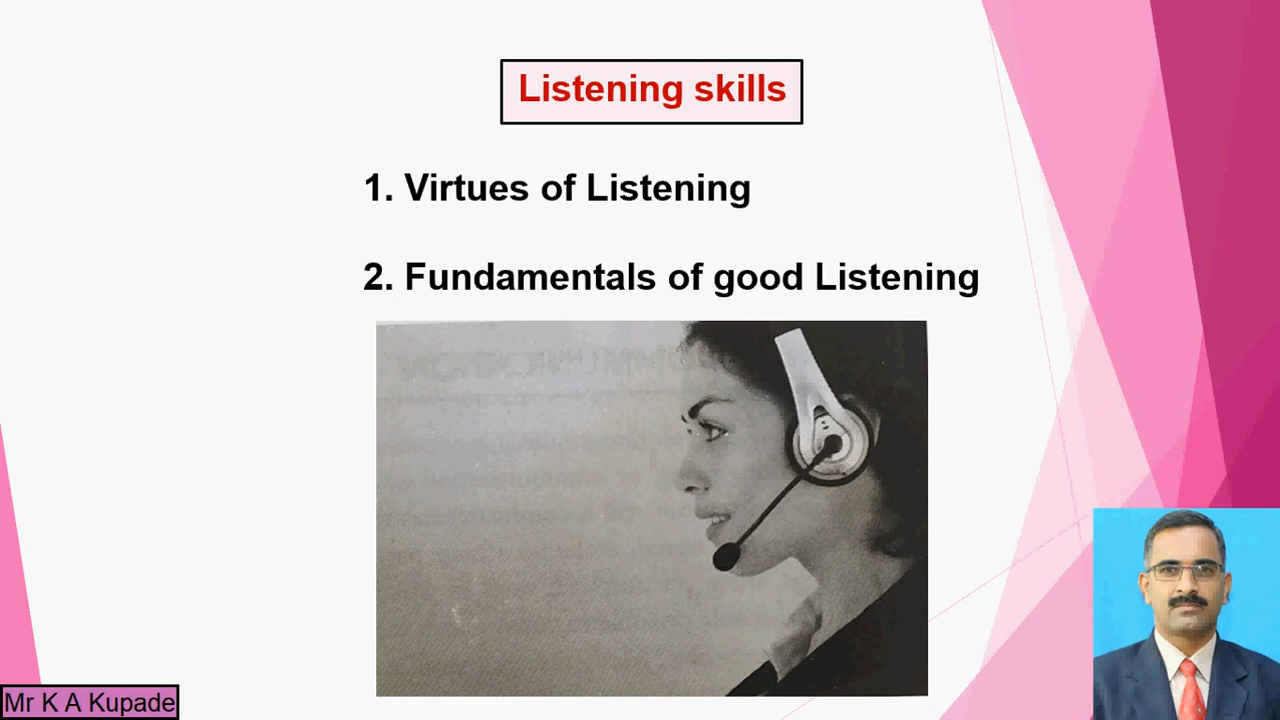 Listening skills
1. Virtues of Listening
2. Fundamentals of good Listening
Mr K A Kupade